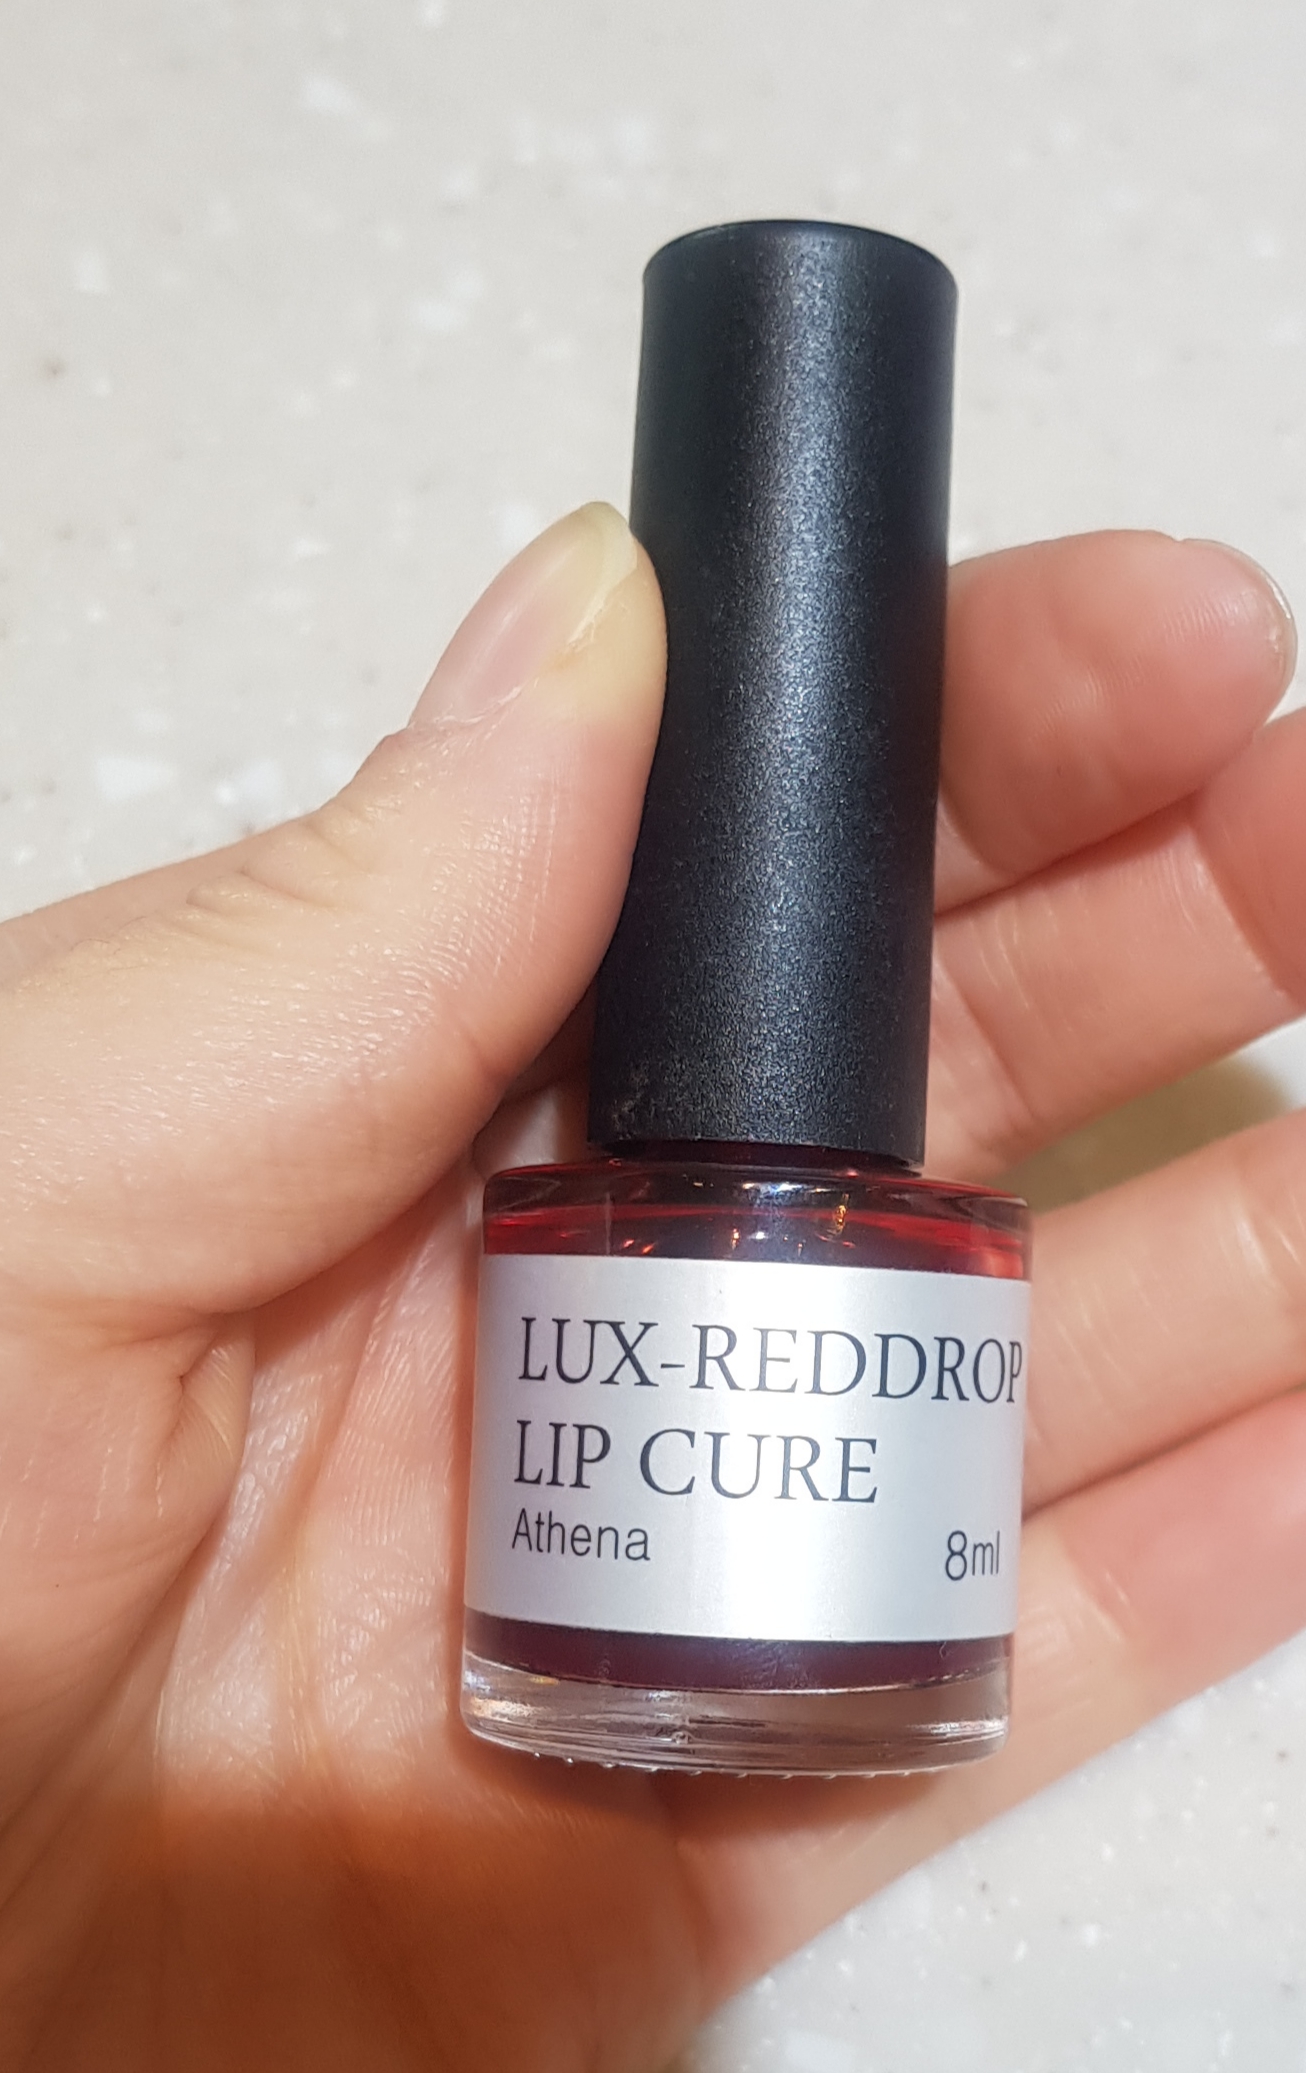 LUX-REDDROP
LIP CURE
Athena 8ml